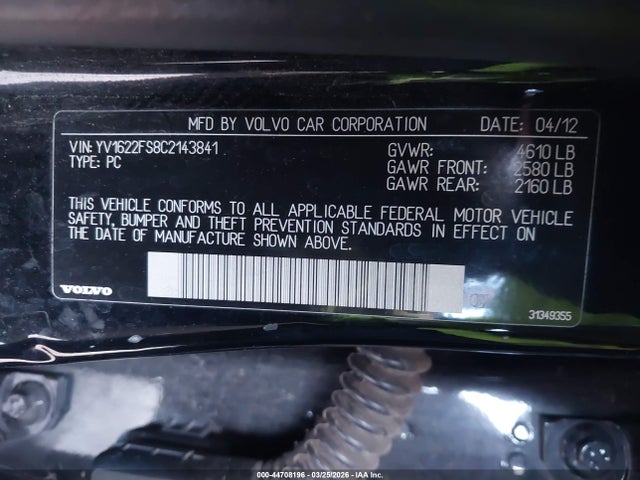 MFD BY VOLVO CAR CORPORATION DATE: 04/12
VIN: YV1622FS8C2143841 GVWR: 4610 LB
TYPE: PC GAWR FRONT: 2580 LB
GAWR REAR: 2160 LB
THIS VEHICLE CONFORMS TO ALL APPLICABLE FEDERAL MOTOR VEHICLE
SAFETY, BUMPER AND THEFT PREVENTION STANDARDS IN EFFECT ON
THE DATE OF MANUFACTURE SHOWN ABOVE.
VOLVO
31349355
000-44708196 - 03/25/2026 - IAA Inc.